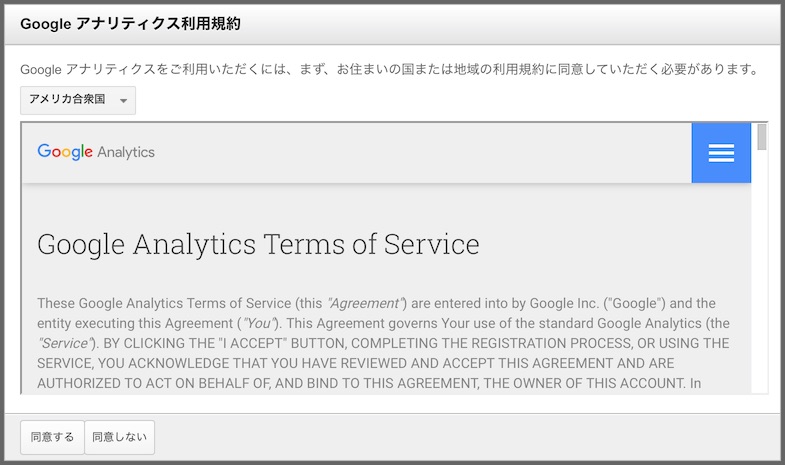 Google アナリティクス利用規約
Google アナリティクスをご利用いただくには、まず、お住まいの国または地域の利用規約に同意していただく必要があります。
アメリカ合衆国
Google Analytics
Google Analytics Terms of Service
These Google Analytics Terms of Service (this "Agreement") are entered into by Google Inc. ("Google") and the
entity executing this Agreement ("You"). This Agreement governs Your use of the standard Google Analytics (the
"Service"). BY CLICKING THE "I ACCEPT" BUTTON, COMPLETING THE REGISTRATION PROCESS, OR USING THE
SERVICE, YOU ACKNOWLEDGE THAT YOU HAVE REVIEWED AND ACCEPT THIS AGREEMENT AND ARE
AUTHORIZED TO ACT ON BEHALF OF, AND BIND TO THIS AGREEMENT, THE OWNER OF THIS ACCOUNT. In
同意する 同意しない